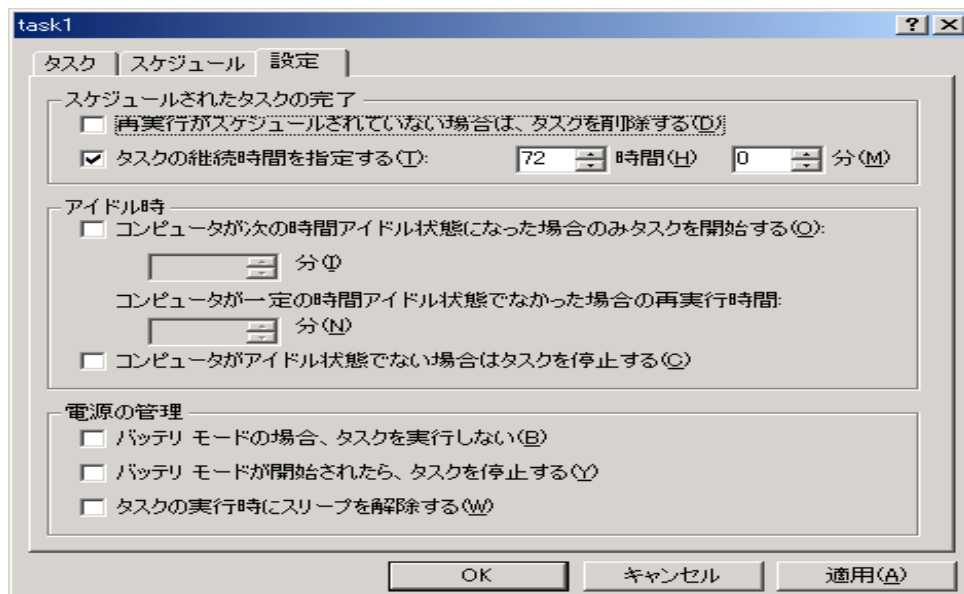 task1
タスク スケジュール 設定
スケジュールされたタスクの完了
再実行がスケジュールされていない場合は、タスクを削除する(D)
タスクの継続時間を指定する(T): 72 時間(H) 0 分(M)
アイドル時
コンピュータが次の時間アイドル状態になった場合のみタスクを開始する(O):
分(I)
コンピュータが一定の時間アイドル状態でなかった場合の再実行時間:
分(N)
コンピュータがアイドル状態でない場合はタスクを停止する(C)
電源の管理
バッテリ モードの場合、タスクを実行しない(B)
バッテリ モードが開始されたら、タスクを停止する(Y)
タスクの実行時にスリープを解除する(W)
OK キャンセル 適用(A)